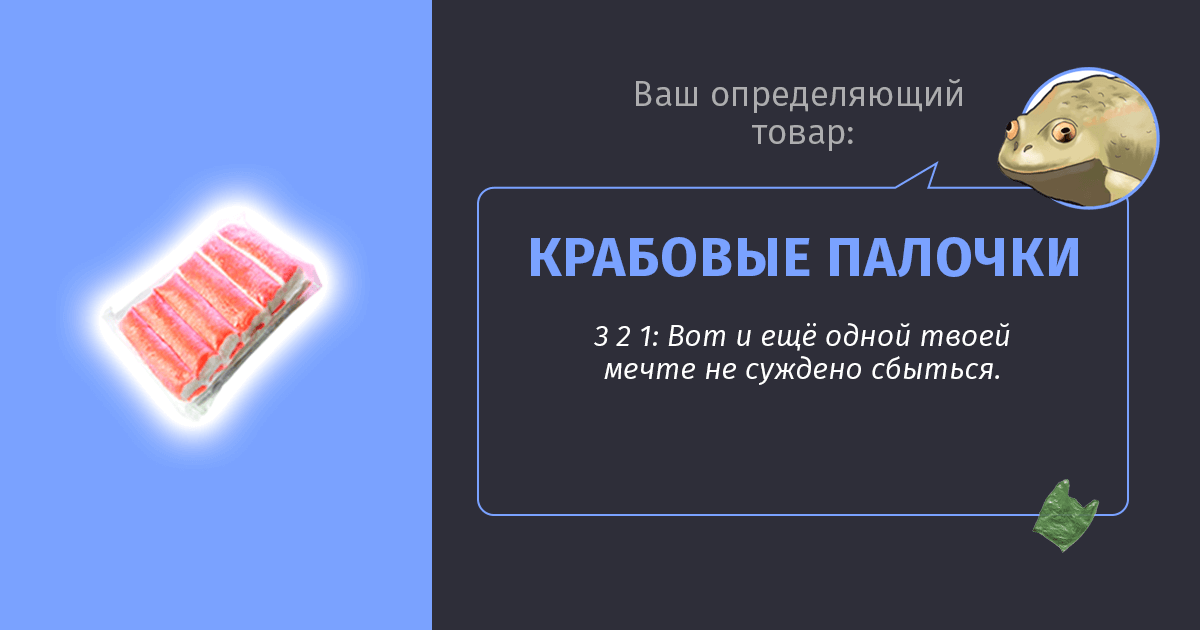 Ваш определяющий
товар:
КРАБОВЫЕ ПАЛОЧКИ
3 2 1: Вот и ещё одной твоей
мечте не суждено сбыться.